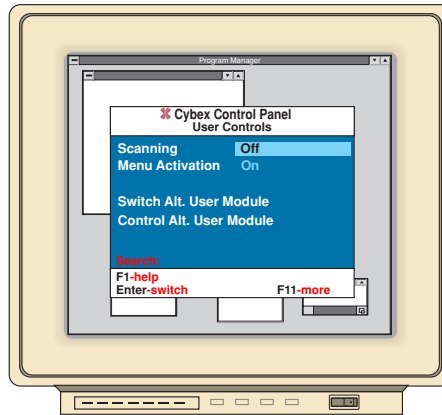 Program Manager
Cybex Control Panel
User Controls
Scanning Off
Menu Activation On
Switch Alt. User Module
Control Alt. User Module
Search:
F1-help
Enter-switch F11-more